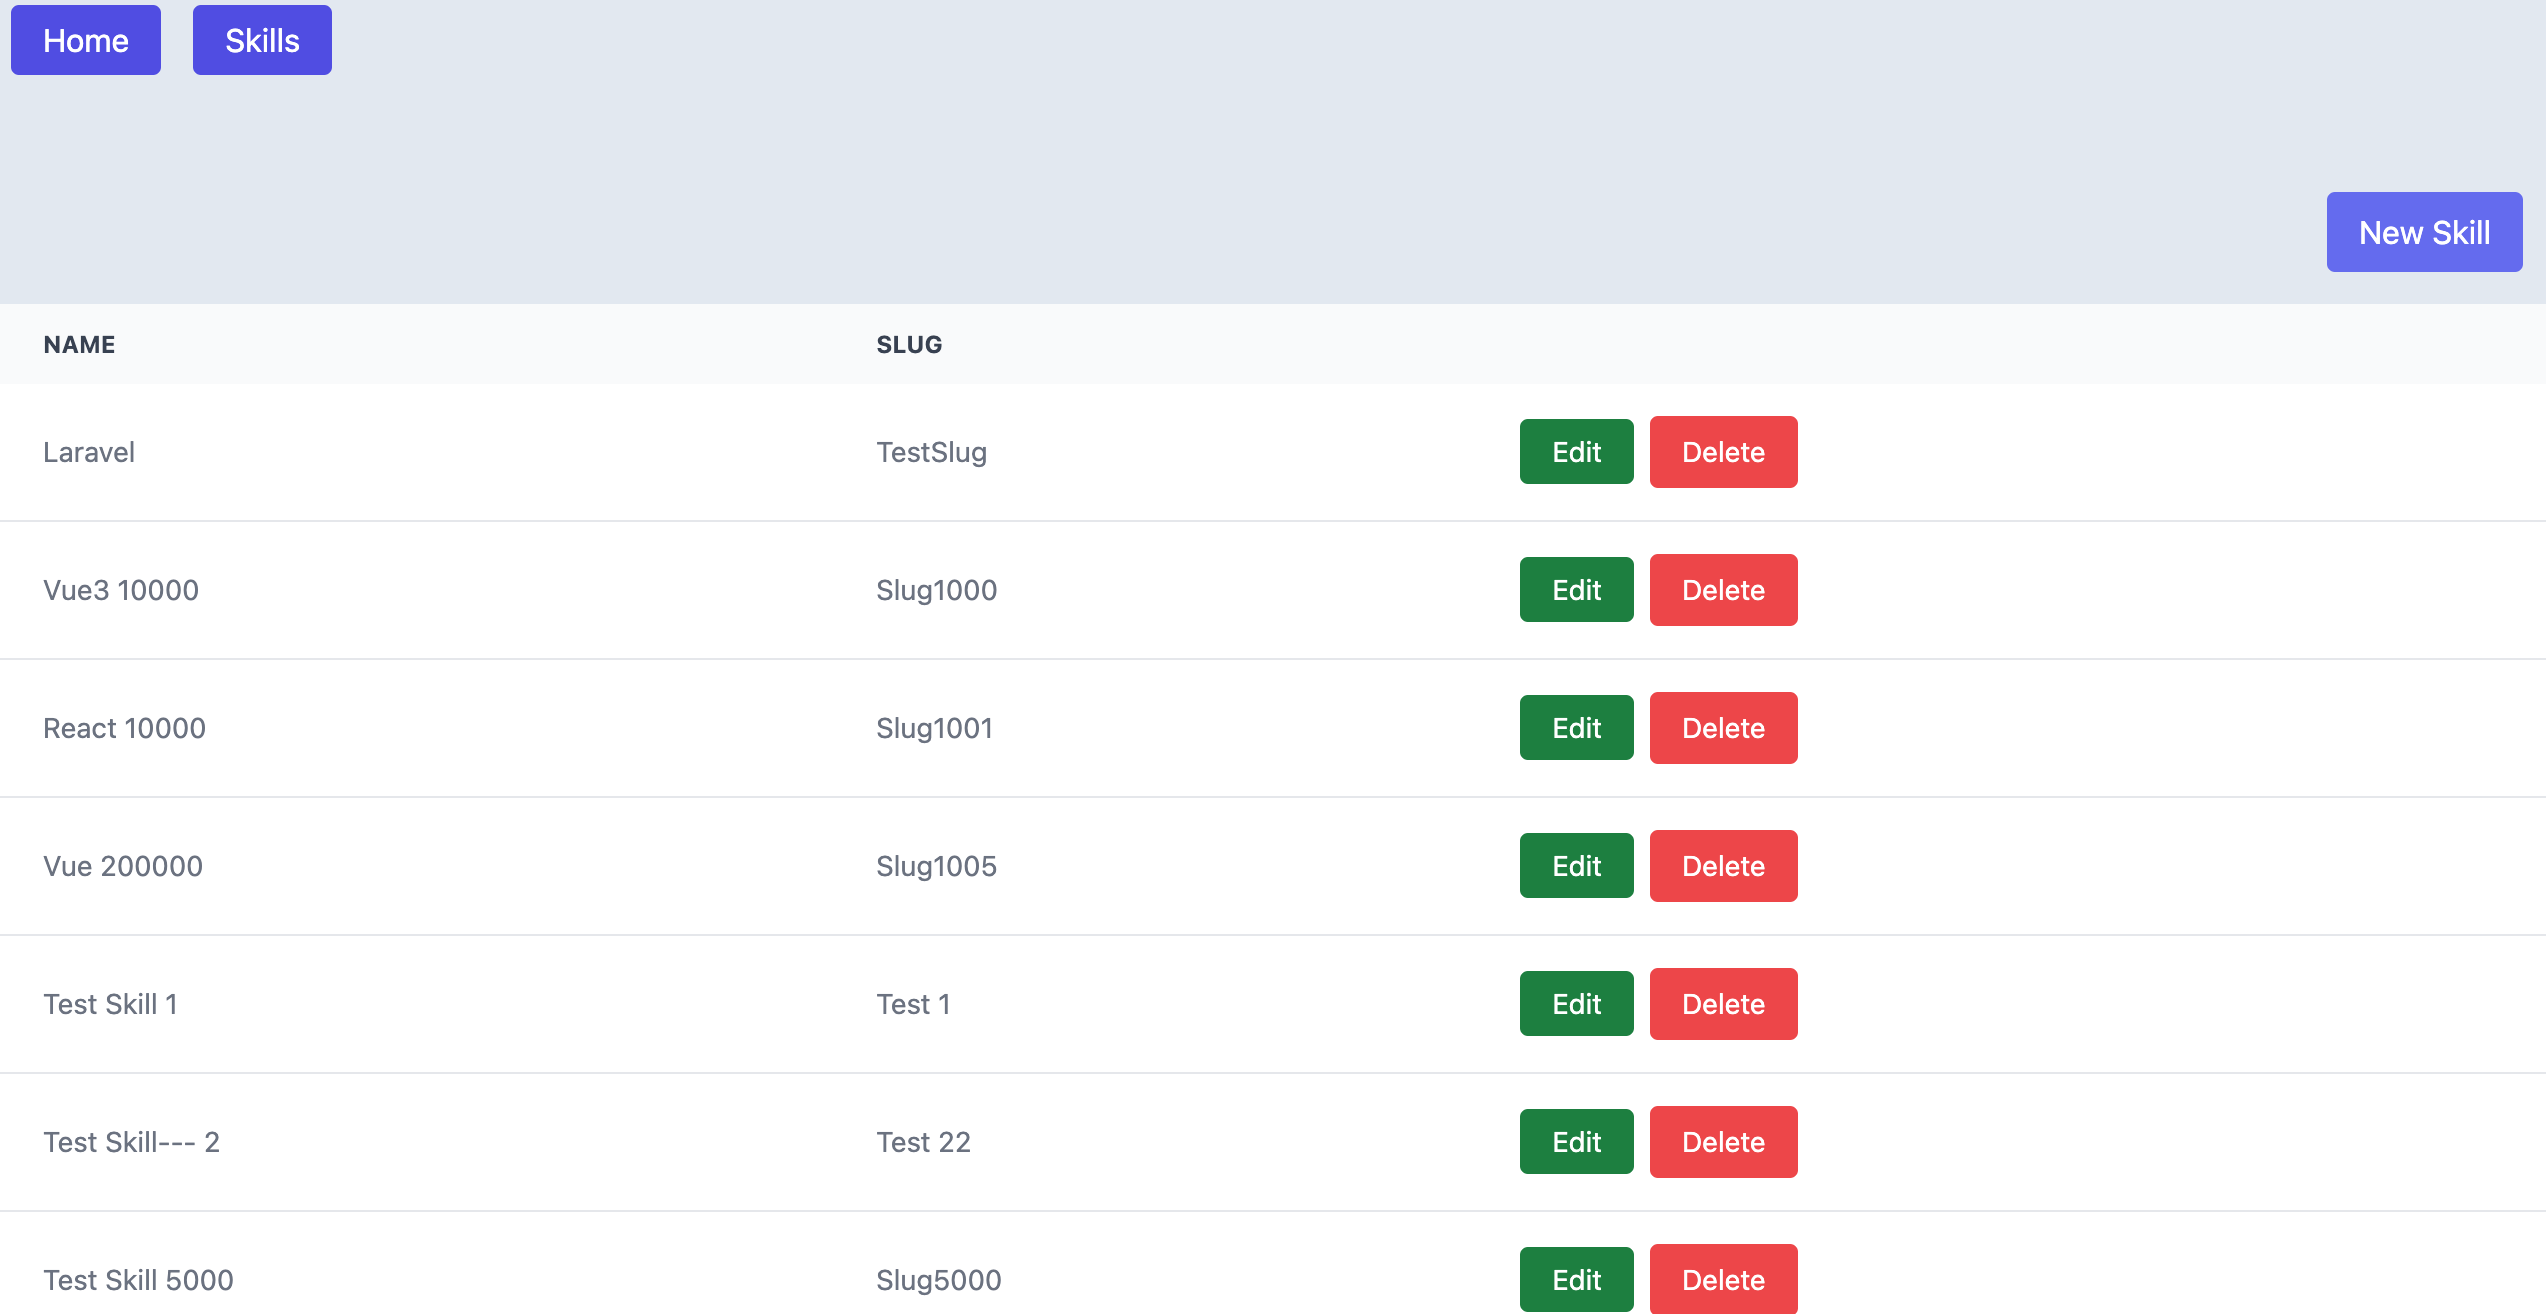 Home Skills
New Skill
NAME SLUG
Laravel TestSlug Edit Delete
Vue3 10000 Slug1000 Edit Delete
React 10000 Slug1001 Edit Delete
Vue 200000 Slug1005 Edit Delete
Test Skill 1 Test 1 Edit Delete
Test Skill--- 2 Test 22 Edit Delete
Test Skill 5000 Slug5000 Edit Delete